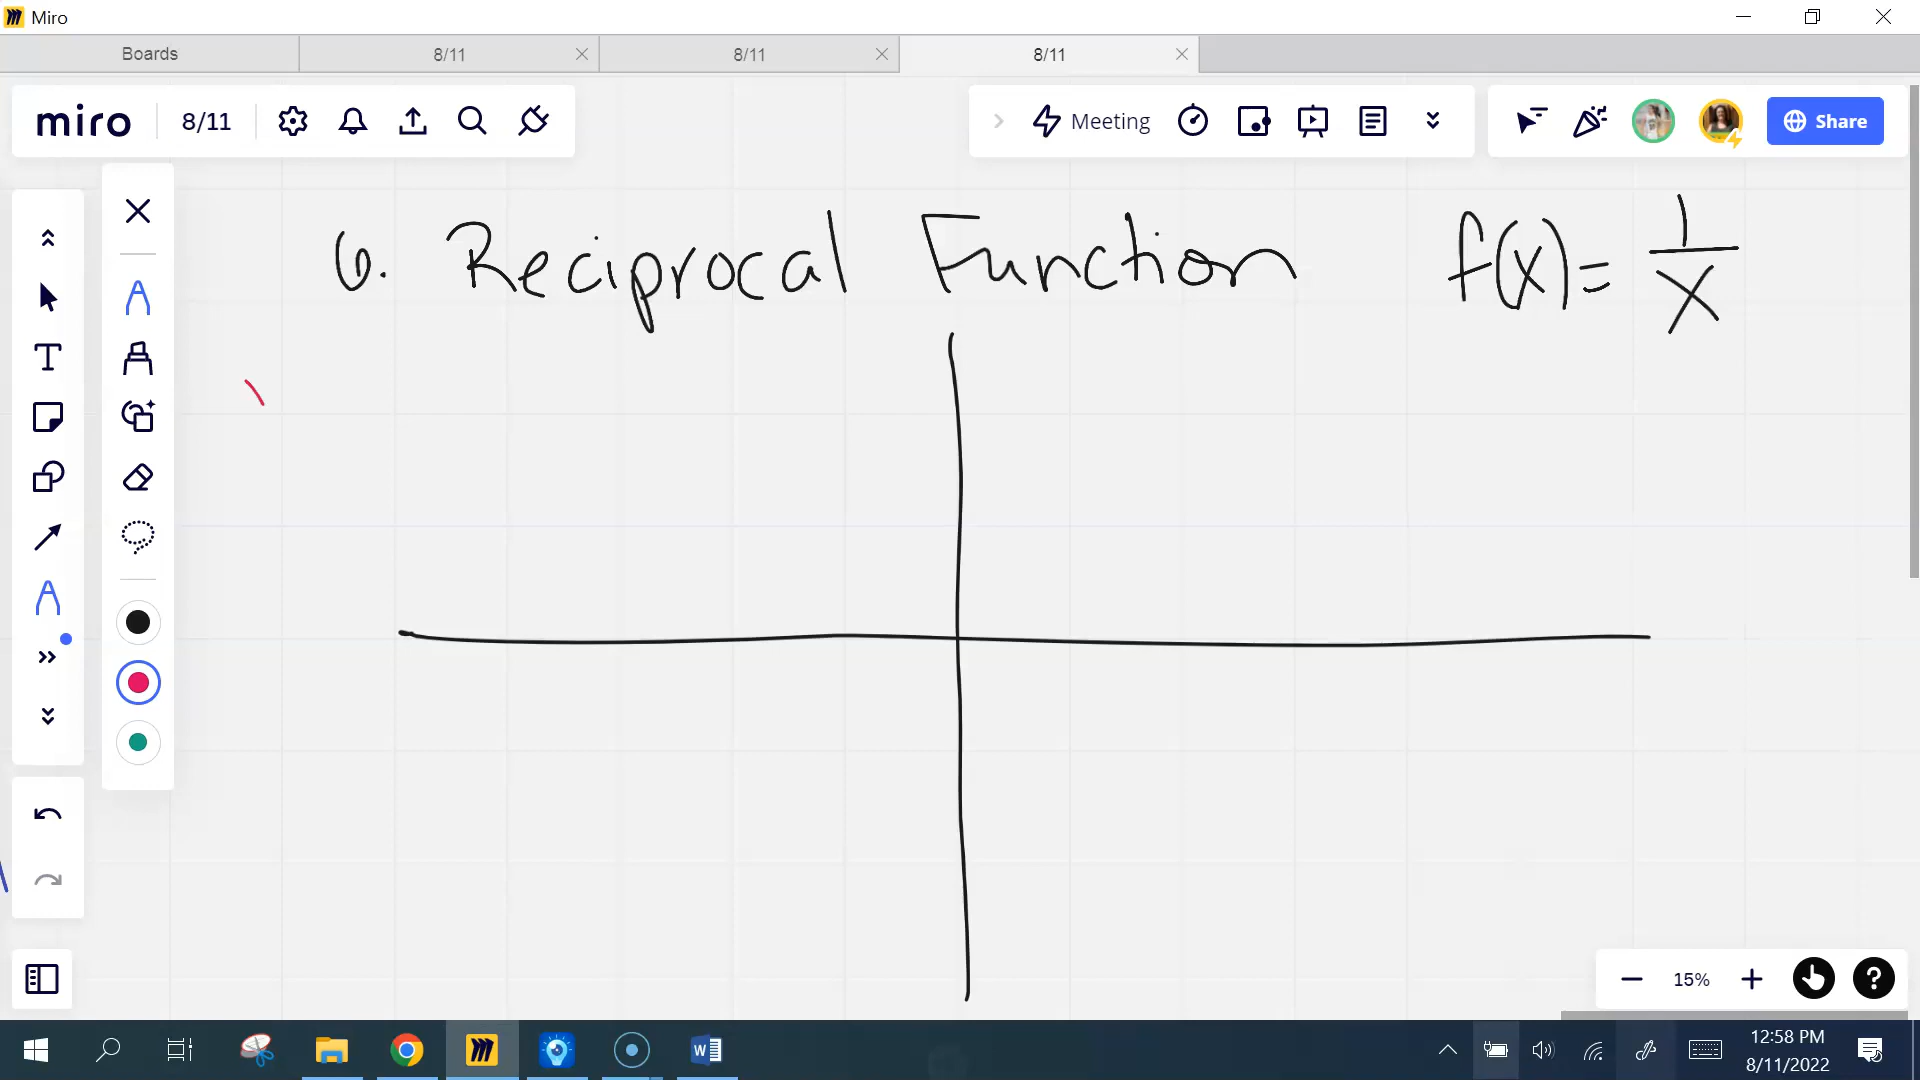 Miro
Boards 8/11 8/11 8/11
miro 8/11 Meeting Share
6. Reciprocal Function f(x) = 1/x
15%
12:58 PM
8/11/2022